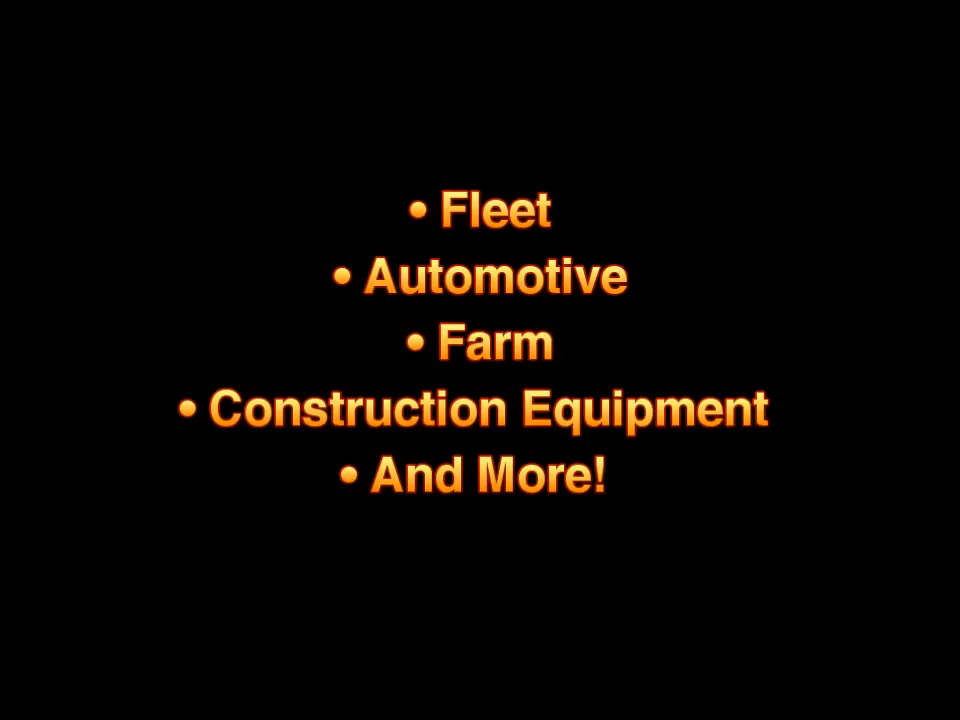 • Fleet
• Automotive
• Farm
• Construction Equipment
• And More!